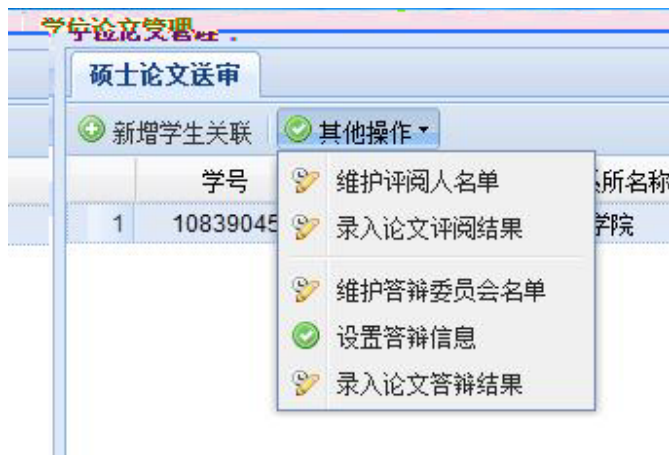 学位论文管理
硕士论文送审
新增学生关联 其他操作
学号 所名称
1 10839045 学院
维护评阅人名单
录入论文评阅结果
维护答辩委员会名单
设置答辩信息
录入论文答辩结果